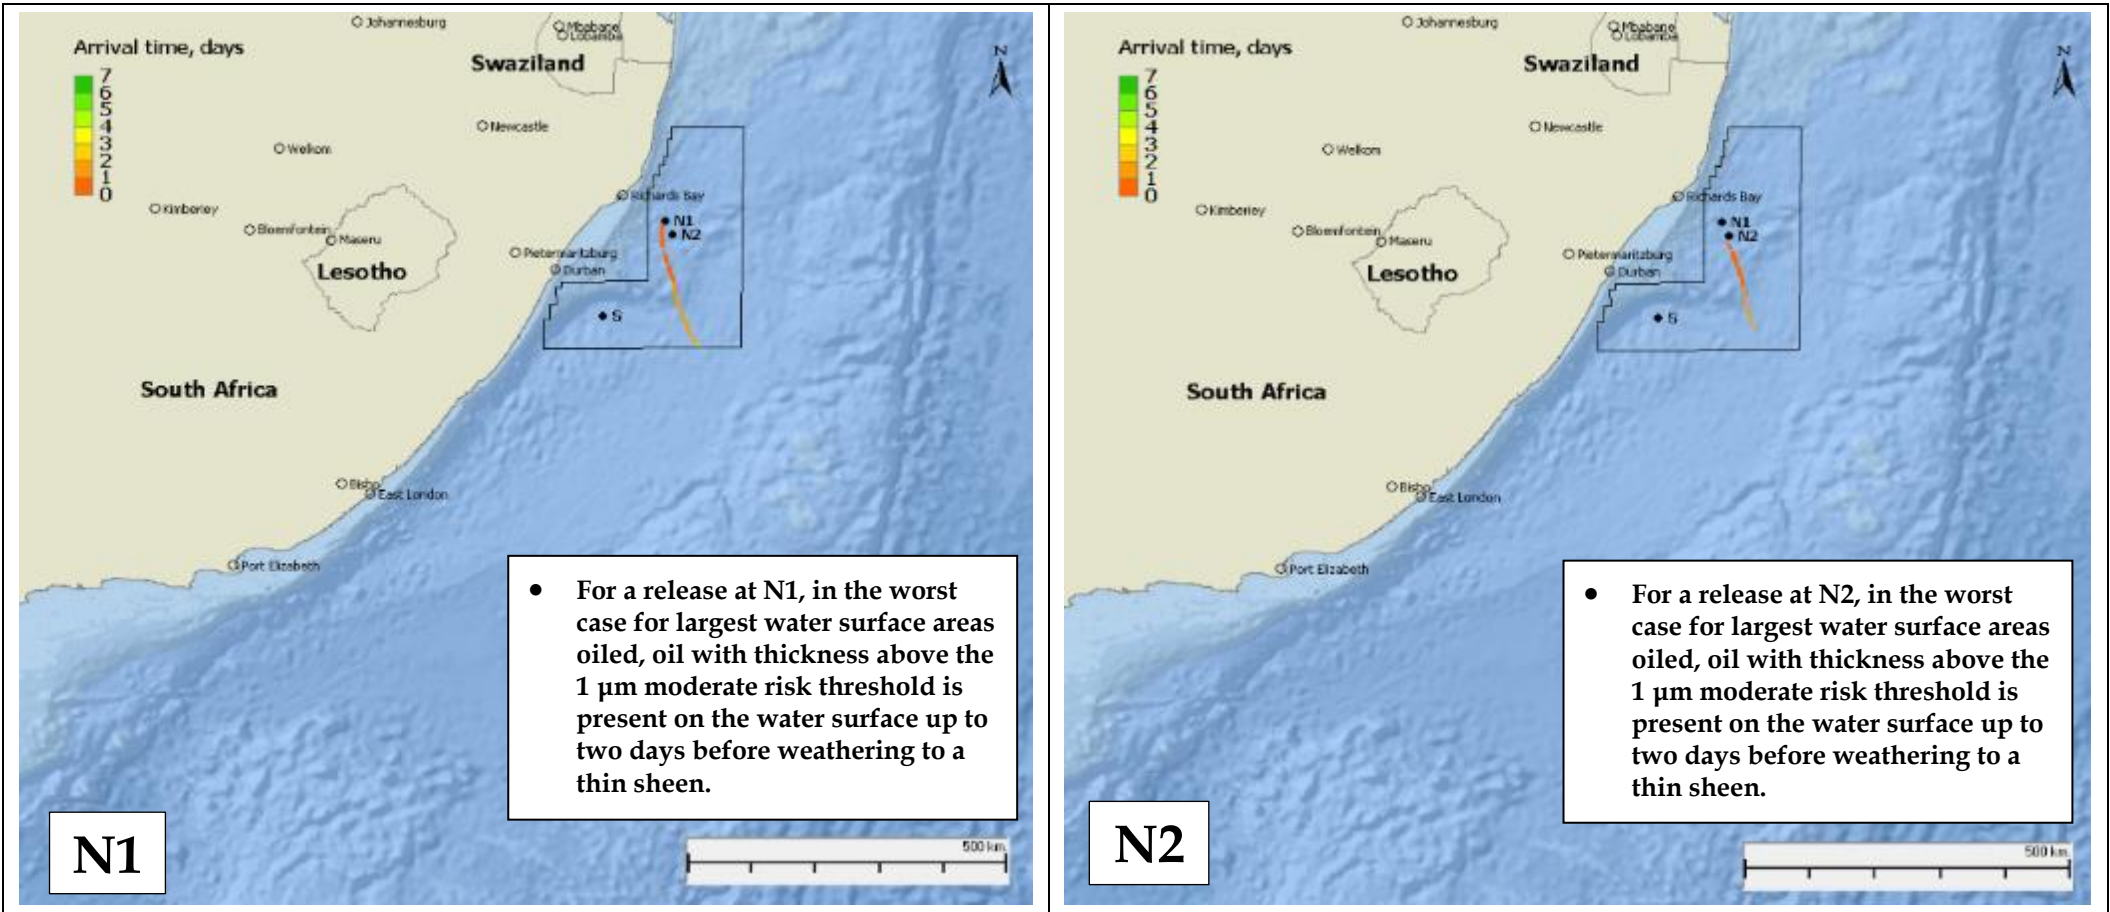 Arrival time, days
7
6
5
4
3
2
1
0
Johannesburg
Mbabane
Lobamba
Swaziland
Newcastle
Welkom
Kimberley
Bloemfontein
Maseru
Lesotho
Richards Bay
N1
N2
Pietermaritzburg
Durban
S
South Africa
Bisho
East London
Port Elizabeth
N
• For a release at N1, in the worst
case for largest water surface areas
oiled, oil with thickness above the
1 µm moderate risk threshold is
present on the water surface up to
two days before weathering to a
thin sheen.
N1
500 km
Arrival time, days
7
6
5
4
3
2
1
0
Johannesburg
Mbabane
Lobamba
Swaziland
Newcastle
Welkom
Kimberley
Bloemfontein
Maseru
Lesotho
Richards Bay
N1
N2
Pietermaritzburg
Durban
S
South Africa
Bisho
East London
Port Elizabeth
N
• For a release at N2, in the worst
case for largest water surface areas
oiled, oil with thickness above the
1 µm moderate risk threshold is
present on the water surface up to
two days before weathering to a
thin sheen.
N2
500 km